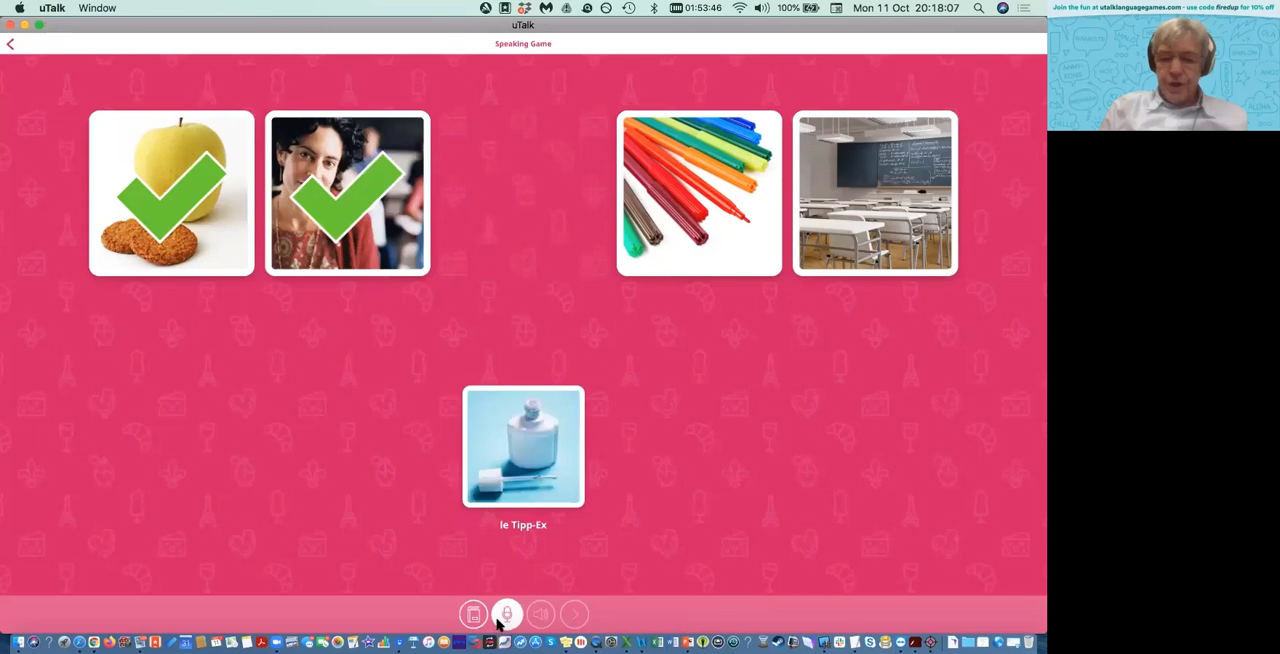 uTalk Window
01:53:46
100%
Mon 11 Oct 20:18:07
uTalk
Speaking Game
le Tipp-Ex
Join the fun at utalklanguagegames.com - use code firedup for 10% off